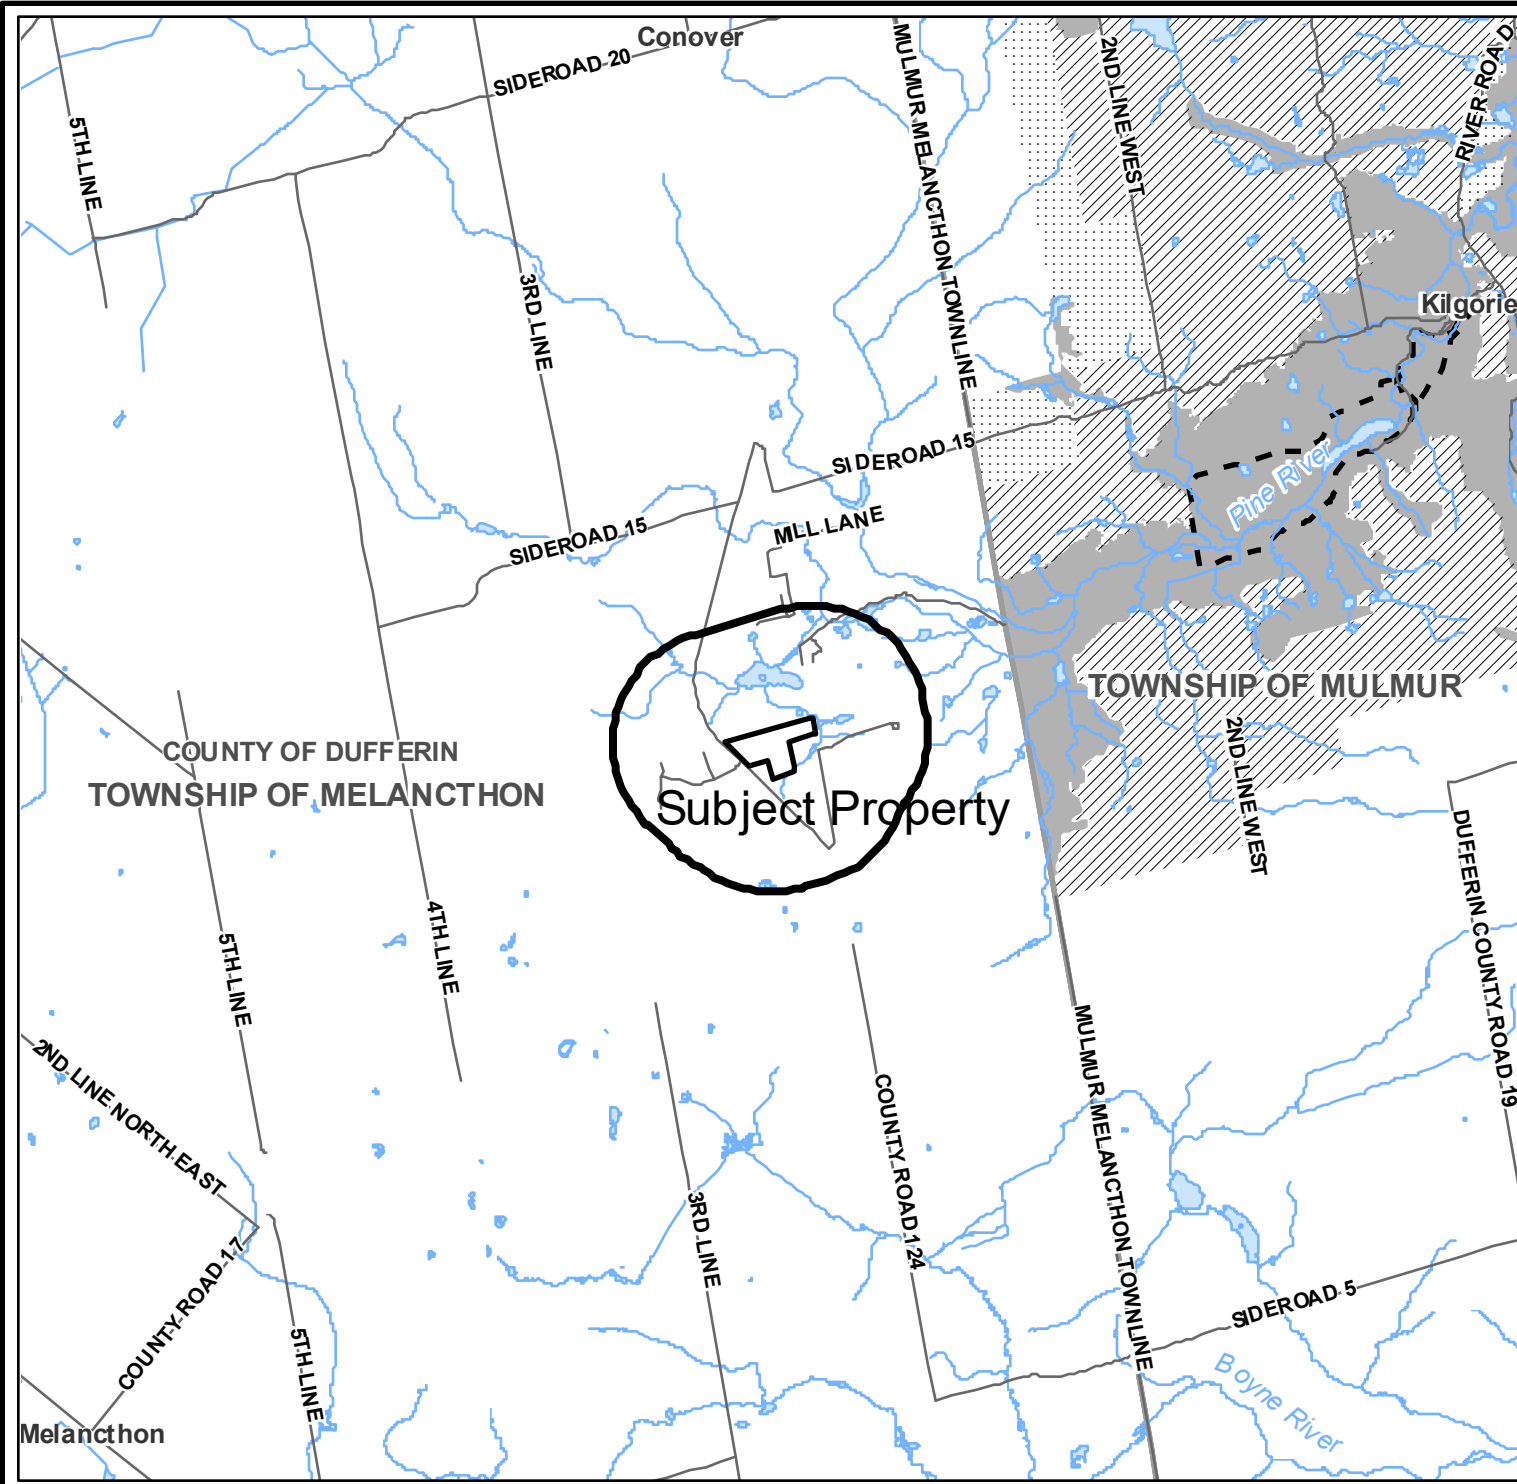 Conover
SIDEROAD 20
MULMUR MELANCTHON TOWNLINE
2ND LINE WEST
RIVER ROAD
5TH LINE
3RD LINE
Kilgorie
SIDEROAD 15
Pine River
MILL LANE
SIDEROAD 15
TOWNSHIP OF MULMUR
COUNTY OF DUFFERIN
TOWNSHIP OF MELANCTHON
Subject Property
2ND LINE WEST
DUFFERIN COUNTY ROAD 19
4TH LINE
5TH LINE
2ND LINE NORTH EAST
COUNTY ROAD 124
MULMUR MELANCTHON TOWNLINE
3RD LINE
COUNTY ROAD 17
SIDEROAD 5
5TH LINE
Boyne River
Melancthon